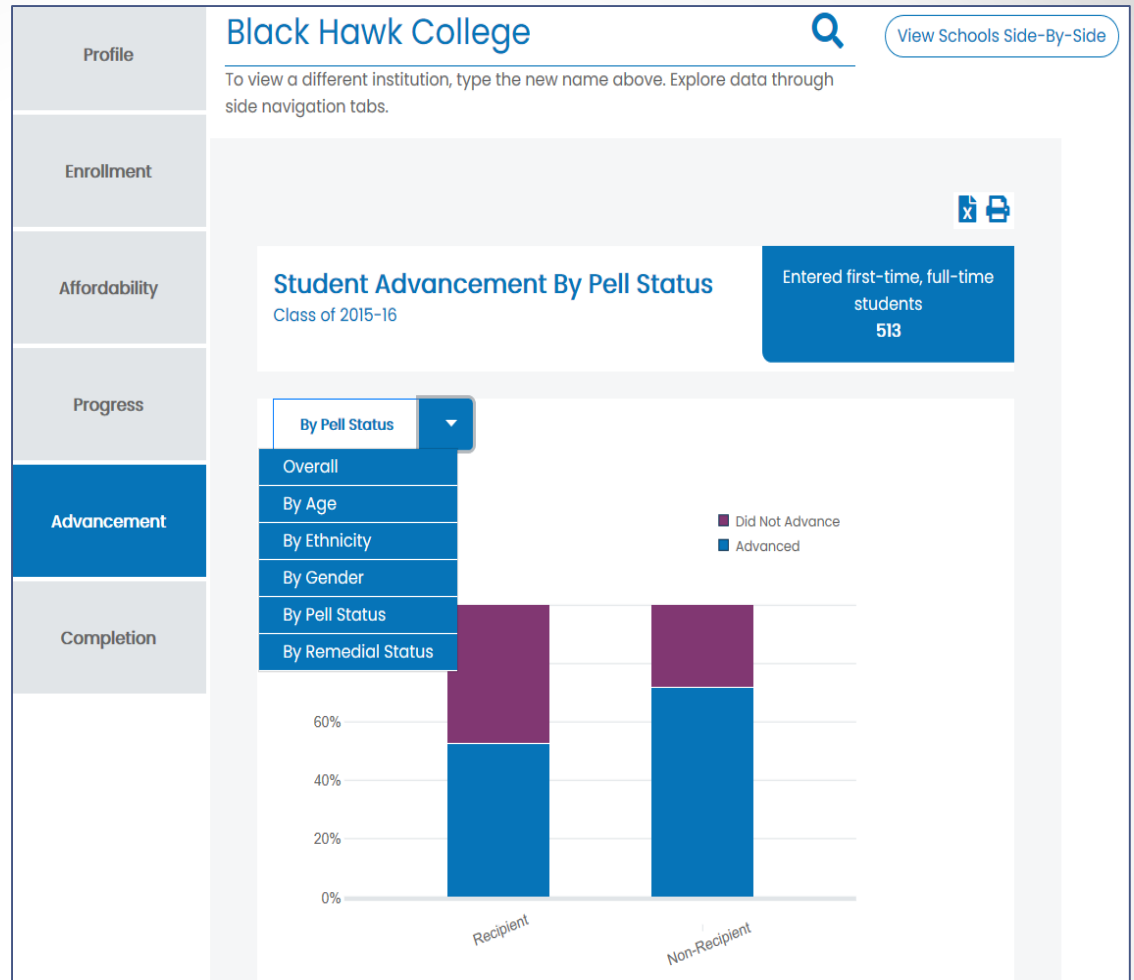 Black Hawk College
View Schools Side-By-Side
To view a different institution, type the new name above. Explore data through
side navigation tabs.
Profile
Enrollment
Affordability
Progress
Advancement
Completion
X
Student Advancement By Pell Status
Class of 2015-16
Entered first-time, full-time
students
513
By Pell Status
Overall
By Age
By Ethnicity
By Gender
By Pell Status
By Remedial Status
Did Not Advance
Advanced
60%
40%
20%
0%
Recipient
Non-Recipient